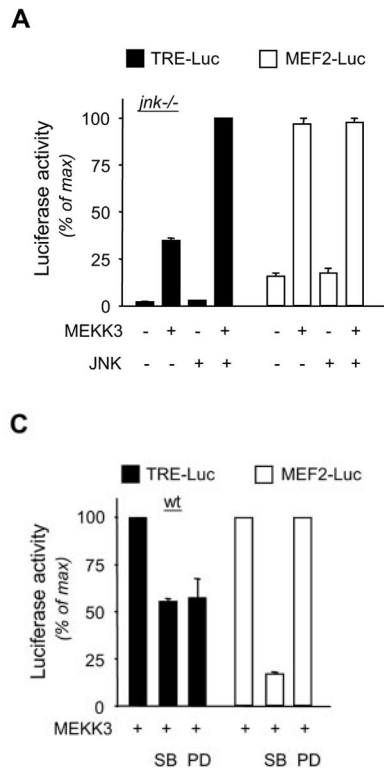 A
TRE-Luc MEF2-Luc
jnk-/-
Luciferase activity
(% of max)
100
75
50
25
0
MEKK3 - + - + - + - +
JNK - - + + - - + +
C
TRE-Luc MEF2-Luc
wt
Luciferase activity
(% of max)
100
75
50
25
0
MEKK3 + + + + + +
SB PD SB PD